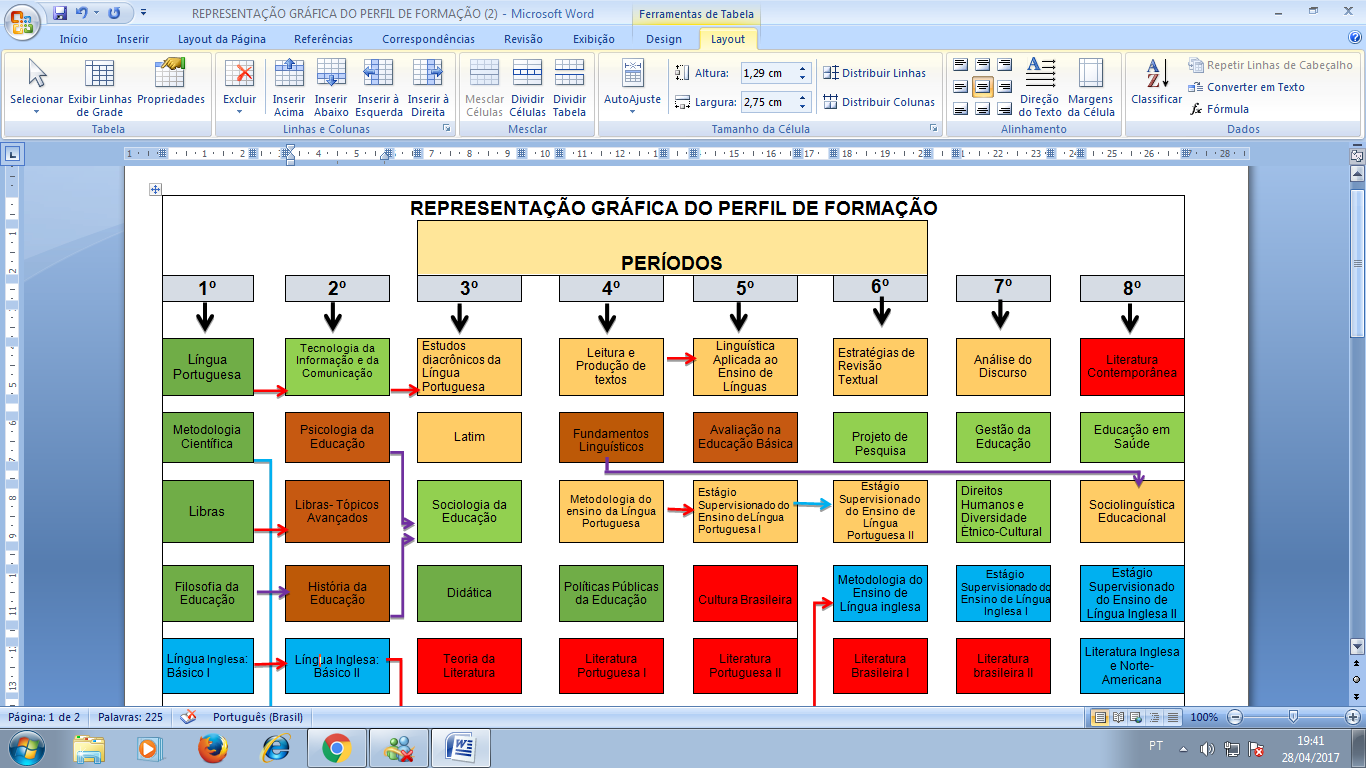 REPRESENTAÇÃO GRÁFICA DO PERFIL DE FORMAÇÃO (2) - Microsoft Word
Ferramentas de Tabela
Início Inserir Layout da Página Referências Correspondências Revisão Exibição Design Layout
Selecionar
Exibir Linhas
de Grade
Propriedades
Tabela
Excluir
Inserir
Acima
Inserir
Abaixo
Inserir à
Esquerda
Inserir à
Direita
Linhas e Colunas
Mesclar
Células
Dividir
Células
Dividir
Tabela
Mesclar
AutoAjuste
Altura: 1,29 cm
Largura: 2,75 cm
Distribuir Linhas
Distribuir Colunas
Tamanho da Célula
Direção
do Texto
Margens
da Célula
Alinhamento
Classificar
Repetir Linhas de Cabeçalho
Converter em Texto
Fórmula
Dados
REPRESENTAÇÃO GRÁFICA DO PERFIL DE FORMAÇÃO
PERÍODOS
1º 2º 3º 4º 5º 6º 7º 8º
Língua
Portuguesa
Tecnologia da
Informação e da
Comunicação
Estudos
diacrônicos da
Língua
Portuguesa
Leitura e
Produção de
textos
Linguística
Aplicada ao
Ensino de
Línguas
Estratégias de
Revisão
Textual
Análise do
Discurso
Literatura
Contemporânea
Metodologia
Científica
Psicologia da
Educação
Latim
Fundamentos
Linguísticos
Avaliação na
Educação Básica
Projeto de
Pesquisa
Gestão da
Educação
Educação em
Saúde
Libras
Libras- Tópicos
Avançados
Sociologia da
Educação
Metodologia do
ensino da Língua
Portuguesa
Estágio
Supervisionado do
Ensino de Língua
Portuguesa I
Estágio
Supervisionado
do Ensino de
Língua
Portuguesa II
Direitos
Humanos e
Diversidade
Étnico-Cultural
Sociolinguística
Educacional
Filosofia da
Educação
História da
Educação
Didática
Políticas Públicas
da Educação
Cultura Brasileira
Metodologia do
Ensino de
Língua inglesa
Estágio
Supervisionado do
Ensino de Língua
Inglesa I
Estágio
Supervisionado
do Ensino de
Língua Inglesa II
Língua Inglesa:
Básico I
Língua Inglesa:
Básico II
Teoria da
Literatura
Literatura
Portuguesa I
Literatura
Portuguesa II
Literatura
Brasileira I
Literatura
brasileira II
Literatura Inglesa
e Norte-
Americana
Página: 1 de 2 Palavras: 225 Português (Brasil) 100%
PT
19:41
28/04/2017